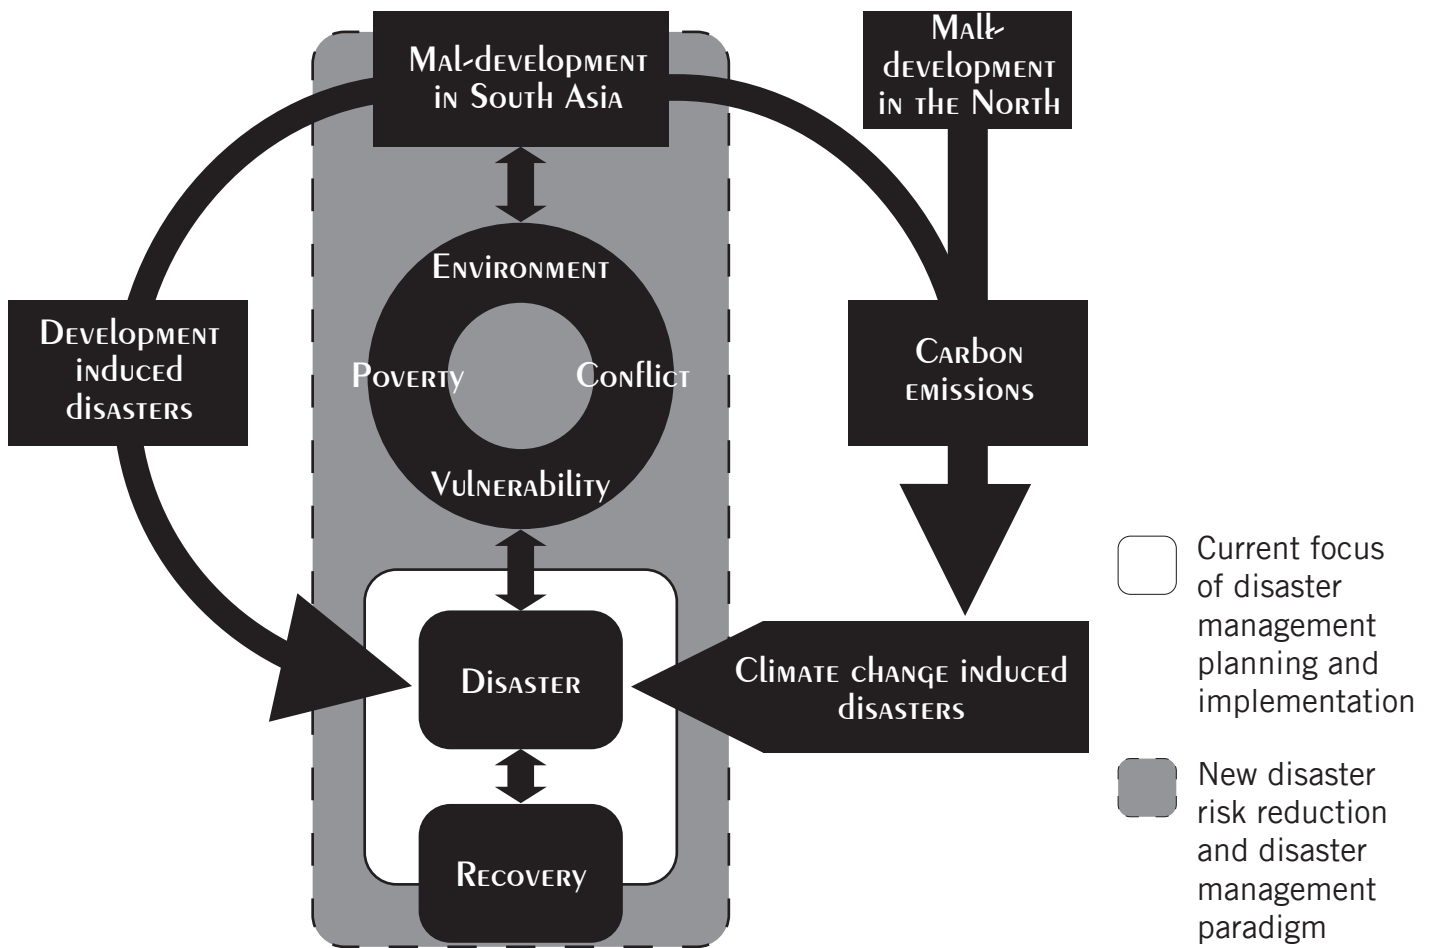 Mal-development
in South Asia
Mall-
development
in the North
Environment
Poverty
Conflict
Vulnerability
Development
induced
disasters
Carbon
emissions
Disaster
Climate change induced
disasters
Recovery
Current focus
of disaster
management
planning and
implementation
New disaster
risk reduction
and disaster
management
paradigm